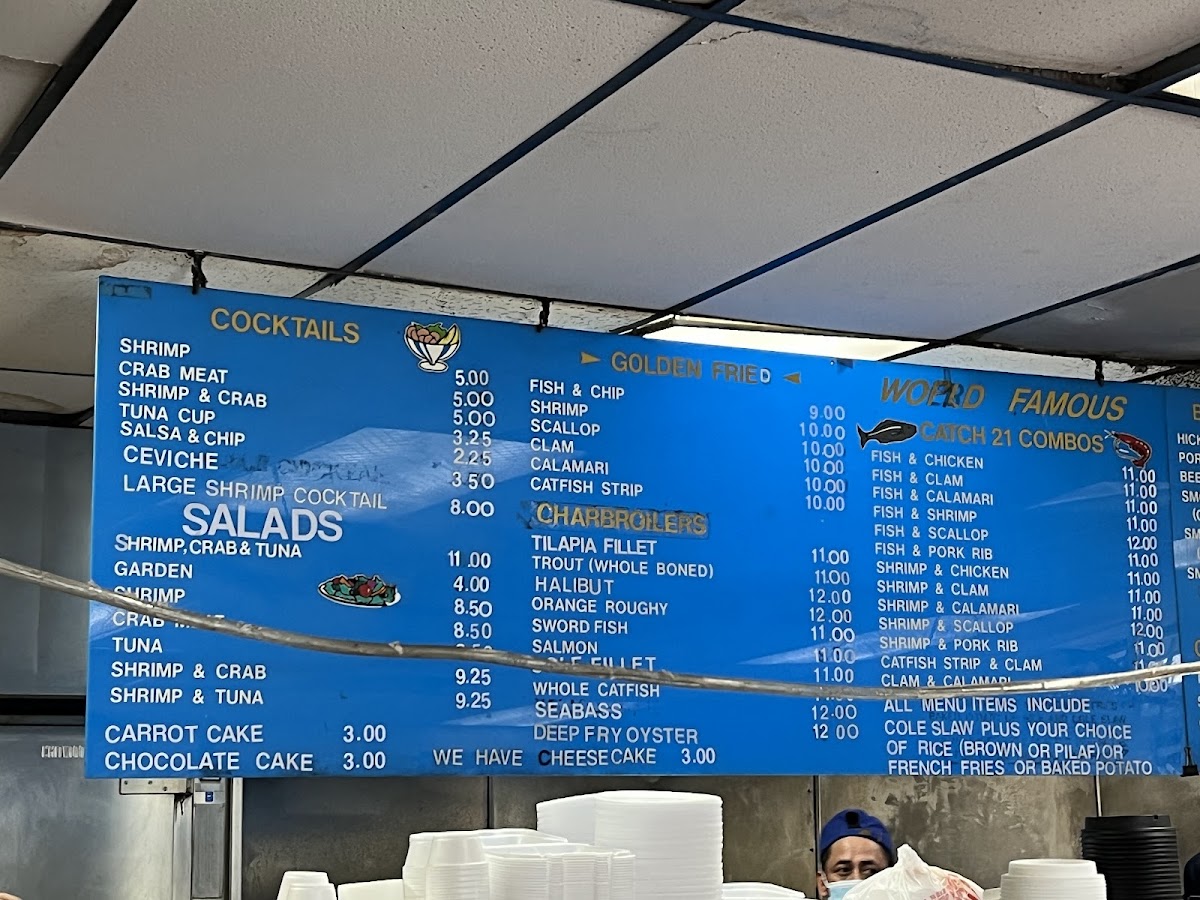 COCKTAILS
SHRIMP 5.00
CRAB MEAT 5.00
SHRIMP & CRAB 5.00
TUNA CUP 3.25
SALSA & CHIP 2.25
CEVICHE 3.50
LARGE SHRIMP COCKTAIL 8.00
SALADS
SHRIMP, CRAB & TUNA 11.00
GARDEN 4.00
SHRIMP 8.50
CRAB 8.50
TUNA
SHRIMP & CRAB 9.25
SHRIMP & TUNA 9.25
CARROT CAKE 3.00
CHOCOLATE CAKE 3.00
GOLDEN FRIED
FISH & CHIP 9.00
SHRIMP 10.00
SCALLOP 10.00
CLAM 10.00
CALAMARI 10.00
CATFISH STRIP 10.00
CHARBROILERS
TILAPIA FILLET 11.00
TROUT (WHOLE BONED) 11.00
HALIBUT 12.00
ORANGE ROUGHY 12.00
SWORD FISH 11.00
SALMON 11.00
FILLET 11.00
WHOLE CATFISH
SEABASS 12:00
DEEP FRY OYSTER 12 00
WE HAVE CHEESECAKE 3.00
FAMOUS
CATCH 21 COMBOS
FISH & CHICKEN 11.00
FISH & CLAM 11.00
FISH & CALAMARI 11.00
FISH & SHRIMP 11.00
FISH & SCALLOP 12.00
FISH & PORK RIB 11.00
SHRIMP & CHICKEN 11.00
SHRIMP & CLAM 11.00
SHRIMP & CALAMARI 11.00
SHRIMP & SCALLOP 12.00
SHRIMP & PORK RIB 11.00
CATFISH STRIP & CLAM
CLAM & CALAMARI
ALL MENU ITEMS INCLUDE
COLE SLAW PLUS YOUR CHOICE
OF RICE (BROWN OR PILAF) OR
FRENCH FRIES OR BAKED POTATO